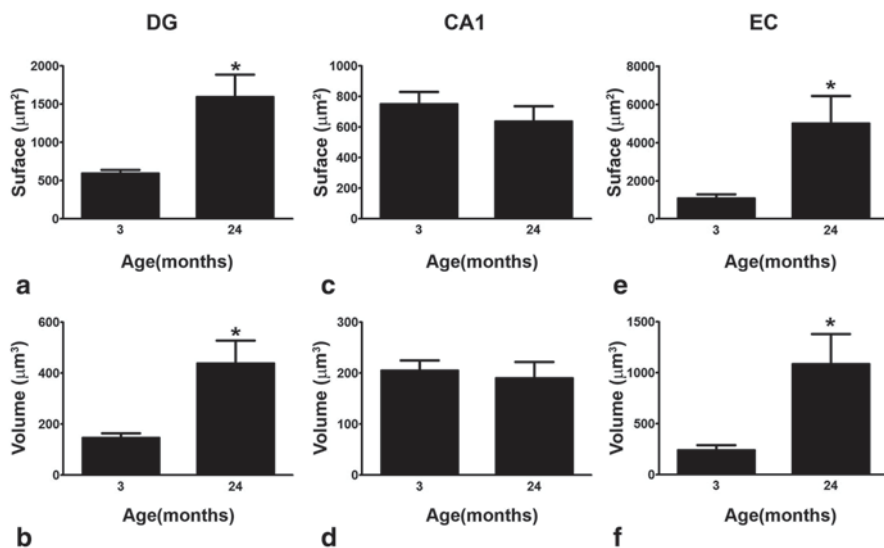 DG
CA1
EC
Suface (μm²)
2000
1500
1000
500
0
*
3
24
Age(months)
a
Suface (μm²)
1000
800
600
400
200
0
3
24
Age(months)
c
Suface (μm²)
8000
6000
4000
2000
0
*
3
24
Age(months)
e
Volume (μm³)
600
400
200
0
*
3
24
Age(months)
b
Volume (μm³)
300
200
100
0
3
24
Age(months)
d
Volume (μm³)
1500
1000
500
0
*
3
24
Age(months)
f